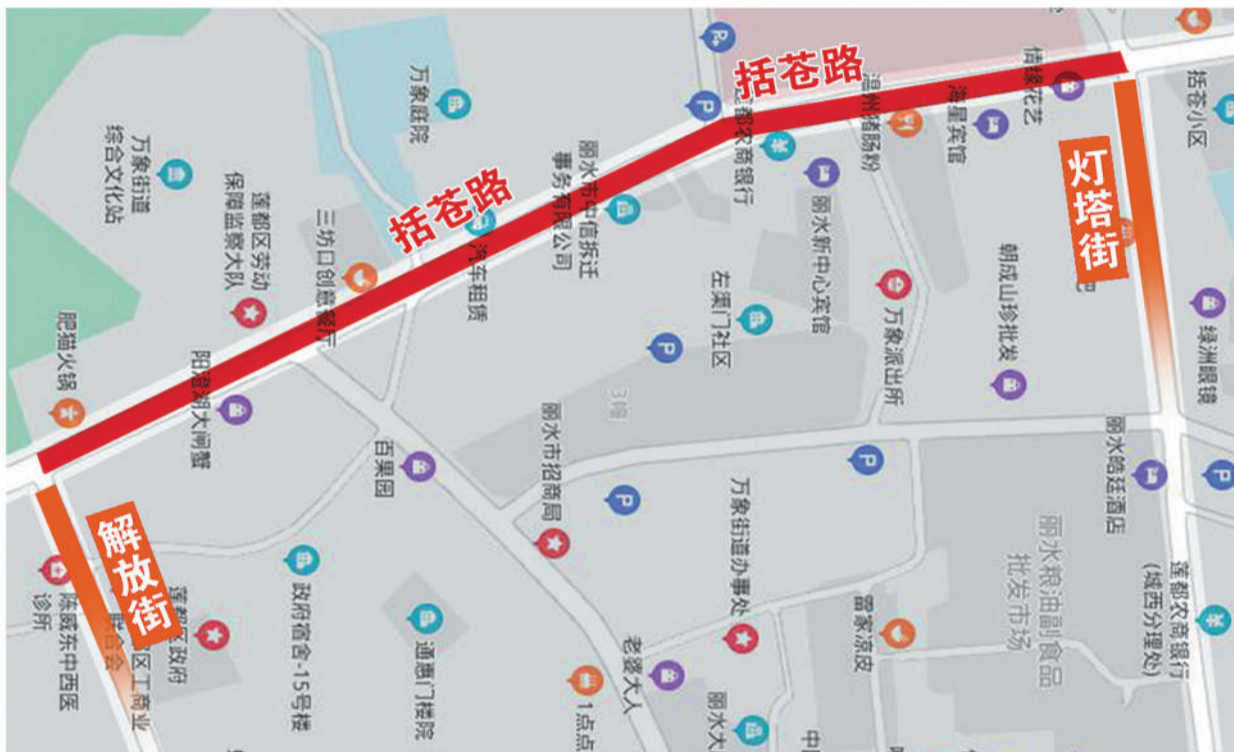 括苍路
括苍路
灯塔街
解放街
万象庭院
万象街道
综合文化站
莲都区劳动
保障监察大队
三坊口创意餐厅
肥猫火锅
阳澄湖大闸蟹
汽车租赁
丽水市中信拆迁
事务有限公司
都农商银行
温州猪肠粉
海星宾馆
情缘花艺
括苍小区
丽水新中心宾馆
左渠门社区
万象派出所
朝成山珍批发
绿洲眼镜
3幢
百果园
丽水市招商局
万象街道办事处
丽水皓廷酒店
丽水粮油副食品
批发市场
莲都农商银行
(城西分理处)
雷家凉皮
老婆大人
1点点
丽水大
通惠门楼院
政府宿舍-15号楼
莲都区政府
区工商业
联合会
陈威东中西医
诊所
P
P
P
P
P
P